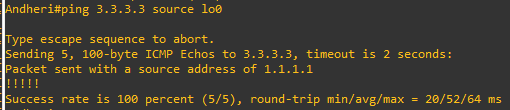 Andheri#ping 3.3.3.3 source lo0
Type escape sequence to abort.
Sending 5, 100-byte ICMP Echos to 3.3.3.3, timeout is 2 seconds:
Packet sent with a source address of 1.1.1.1
!!!!!
Success rate is 100 percent (5/5), round-trip min/avg/max = 20/52/64 ms